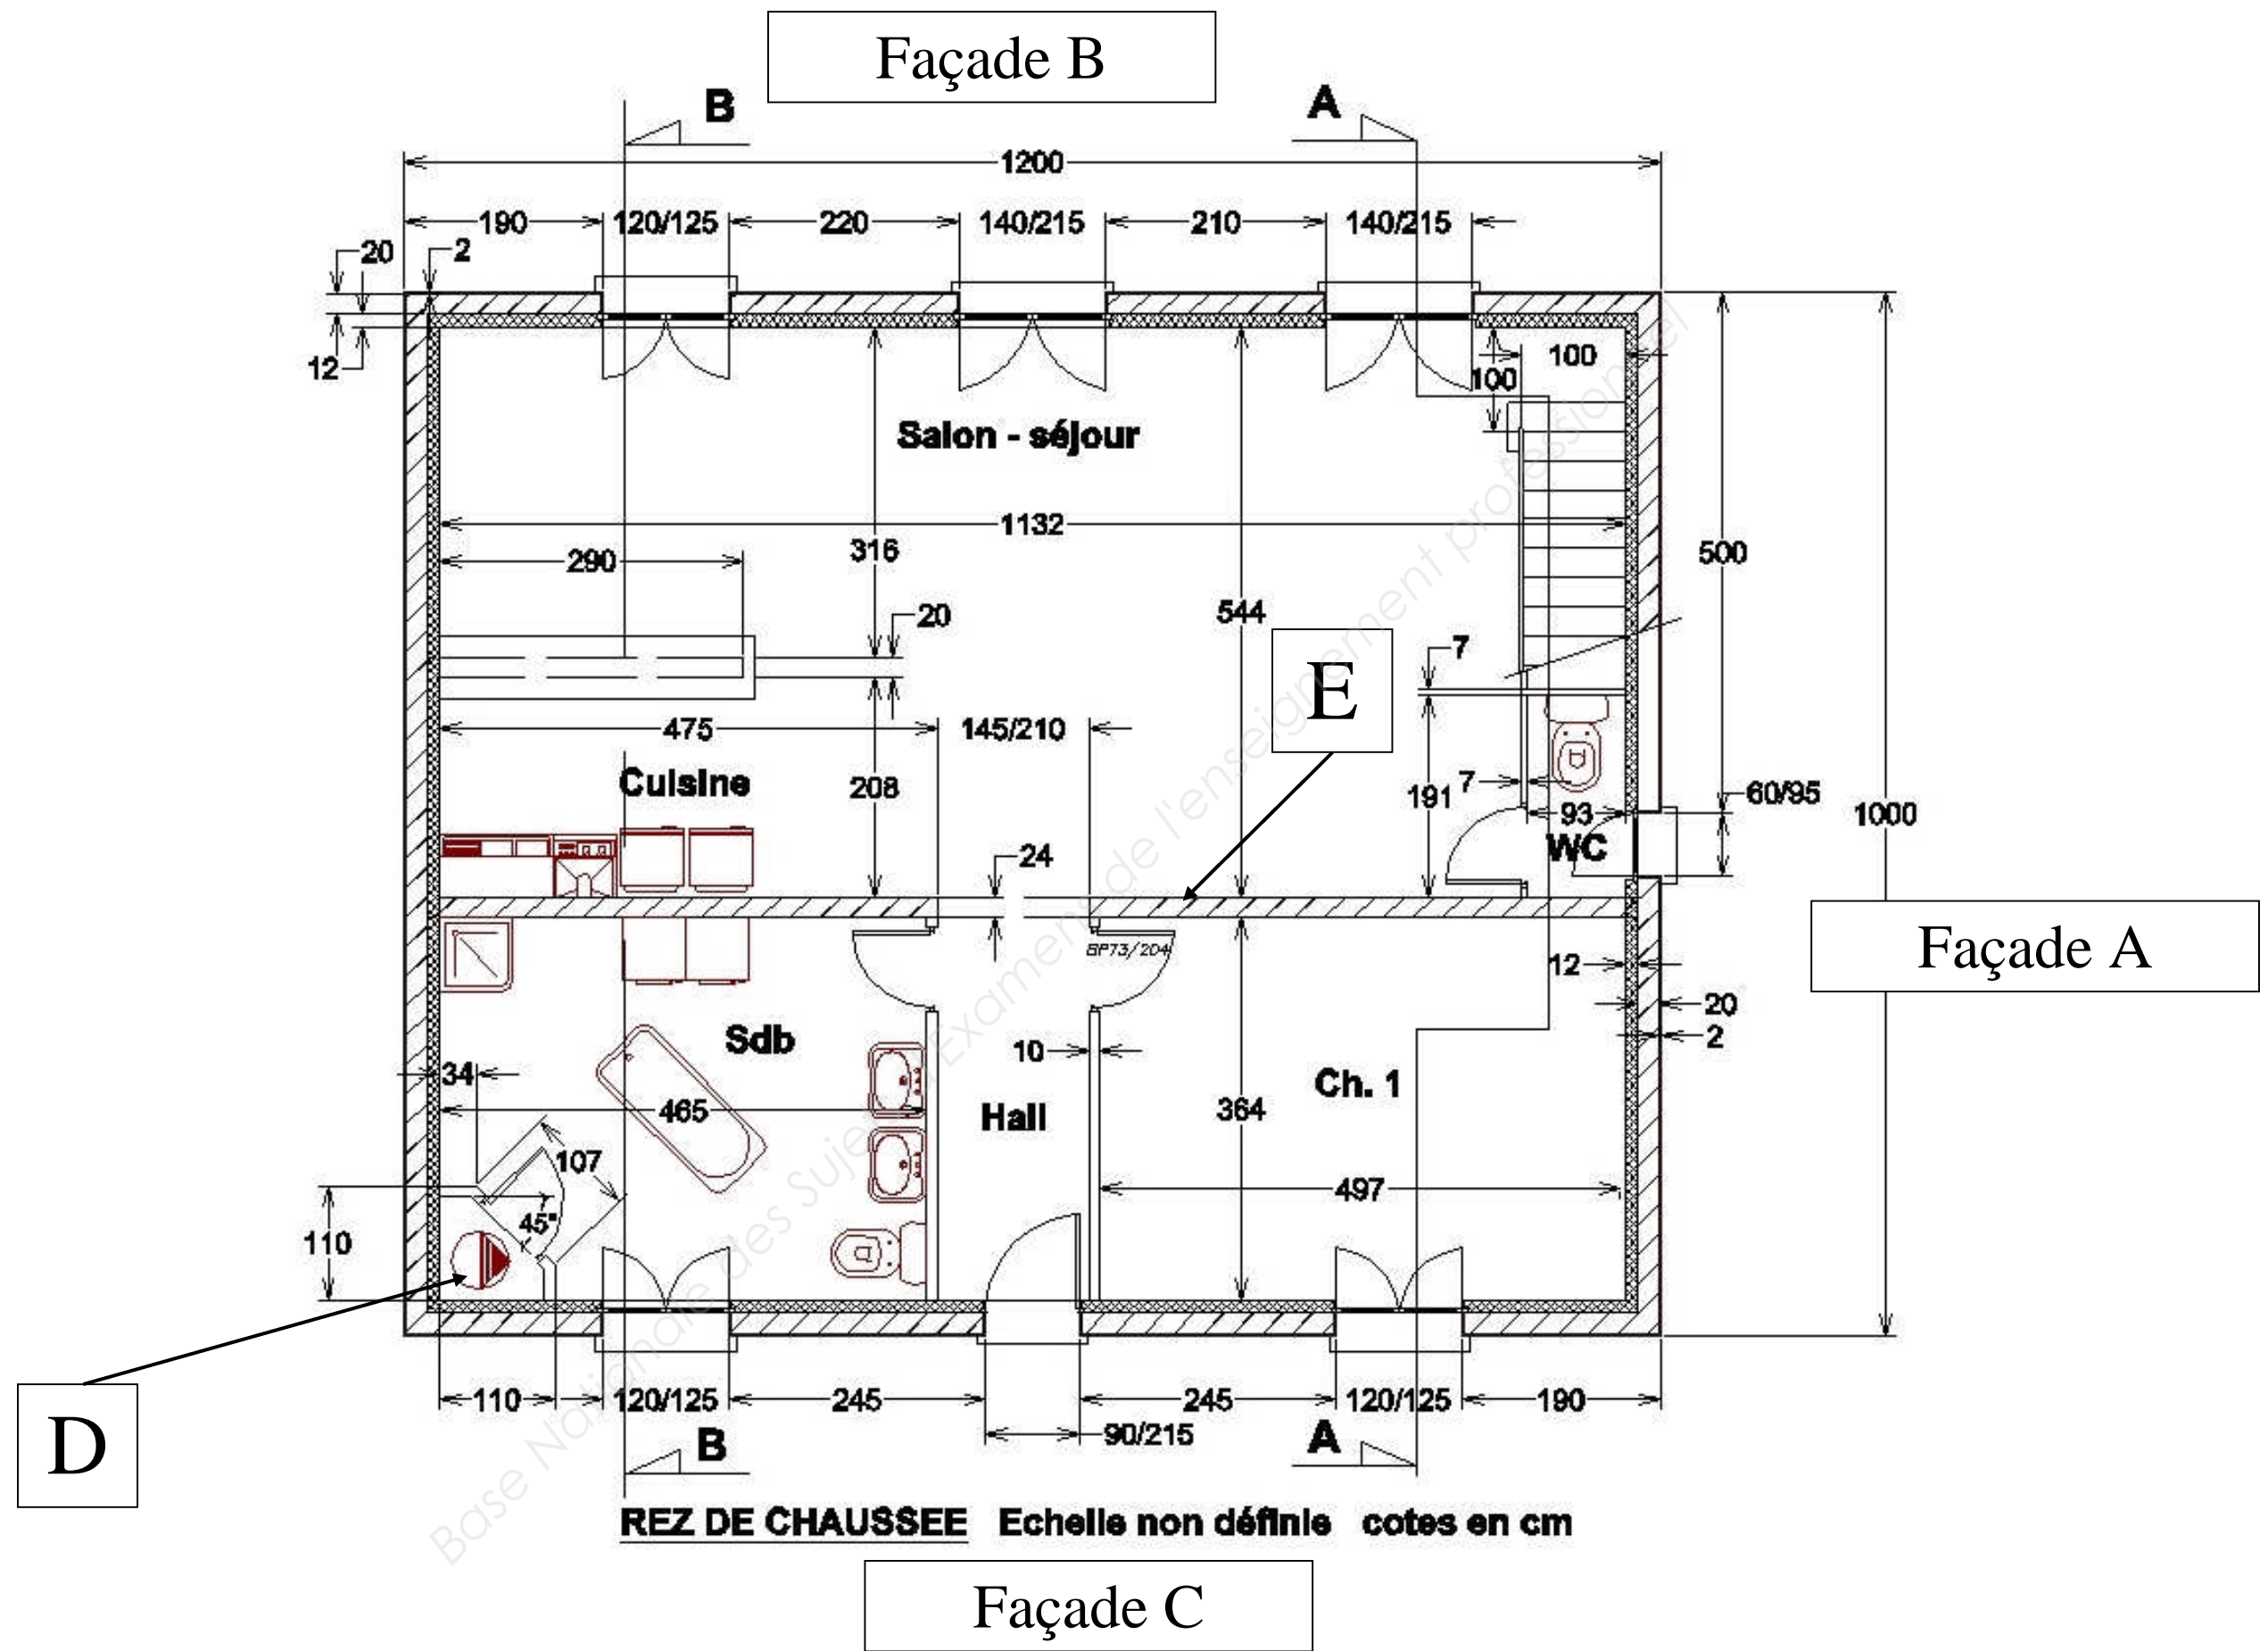 Façade B
B
A
1200
190
120/125
220
140/215
210
140/215
20
2
12
100
100
Salon - séjour
1132
316
290
500
20
544
E
7
475
145/210
Cuisine
208
191
7
60/95
1000
93
WC
24
Façade A
BP73/204
12
20
2
Sdb
10
34
Ch. 1
465
Hall
364
107
497
45°
110
D
110
120/125
245
245
120/125
190
90/215
B
A
REZ DE CHAUSSEE Echelle non définie cotes en cm
Façade C
Base Nationale des Sujets d'Examens de l'enseignement professionnel